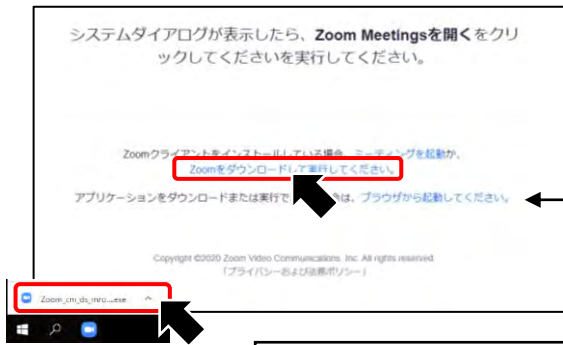 システムダイアログが表示したら、Zoom Meetingsを開くをクリ
ックしてくださいを実行してください。
Zoomクライアントをインストールしている場合、ミーティングを起動か、
Zoomをダウンロードして実行してください。
アプリケーションをダウンロードまたは実行で は、ブラウザから起動してください。
Copyright ©2020 Zoom Video Communications, Inc. All rights reserved.
「プライバシーおよび法務ポリシー」
Zoom_cm_ds_mro....exe